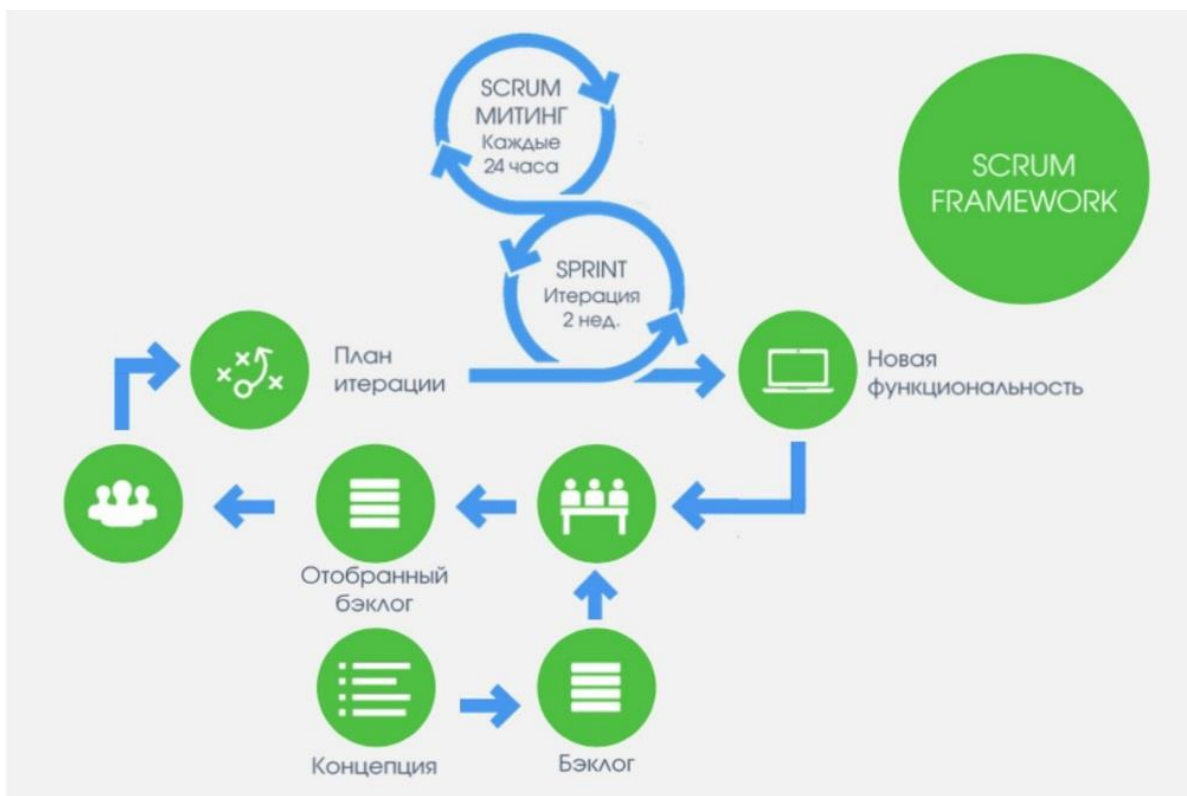 SCRUM
МИТИНГ
Каждые
24 часа
SCRUM
FRAMEWORK
SPRINT
Итерация
2 нед.
План
итерации
Новая
функциональность
Отобранный
бэклог
Концепция
Бэклог